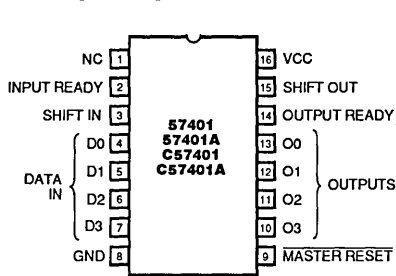 NC 1
INPUT READY 2
SHIFT IN 3
D0 4
D1 5
D2 6
D3 7
DATA
IN
GND 8
57401
57401A
C57401
C57401A
16 VCC
15 SHIFT OUT
14 OUTPUT READY
13 O0
12 O1
11 O2
10 O3
OUTPUTS
9 MASTER RESET